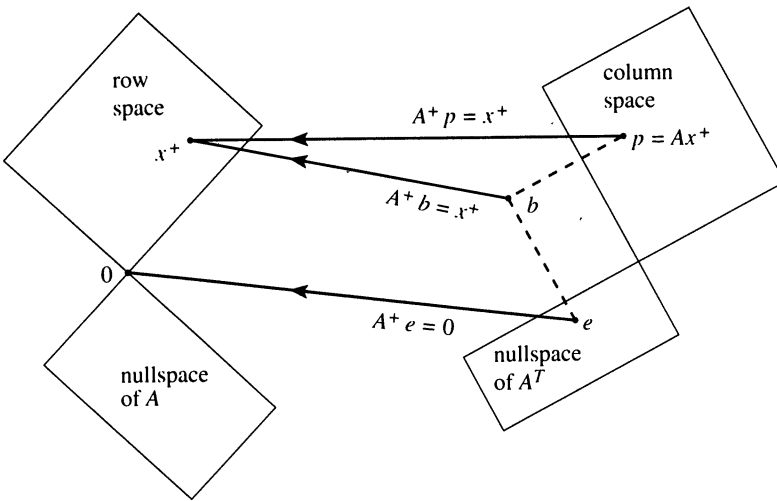 row
space
column
space
A⁺ p = x⁺
x⁺
p = Ax⁺
A⁺ b = x⁺
b
0
A⁺ e = 0
e
nullspace
of A
nullspace
of Aᵀ